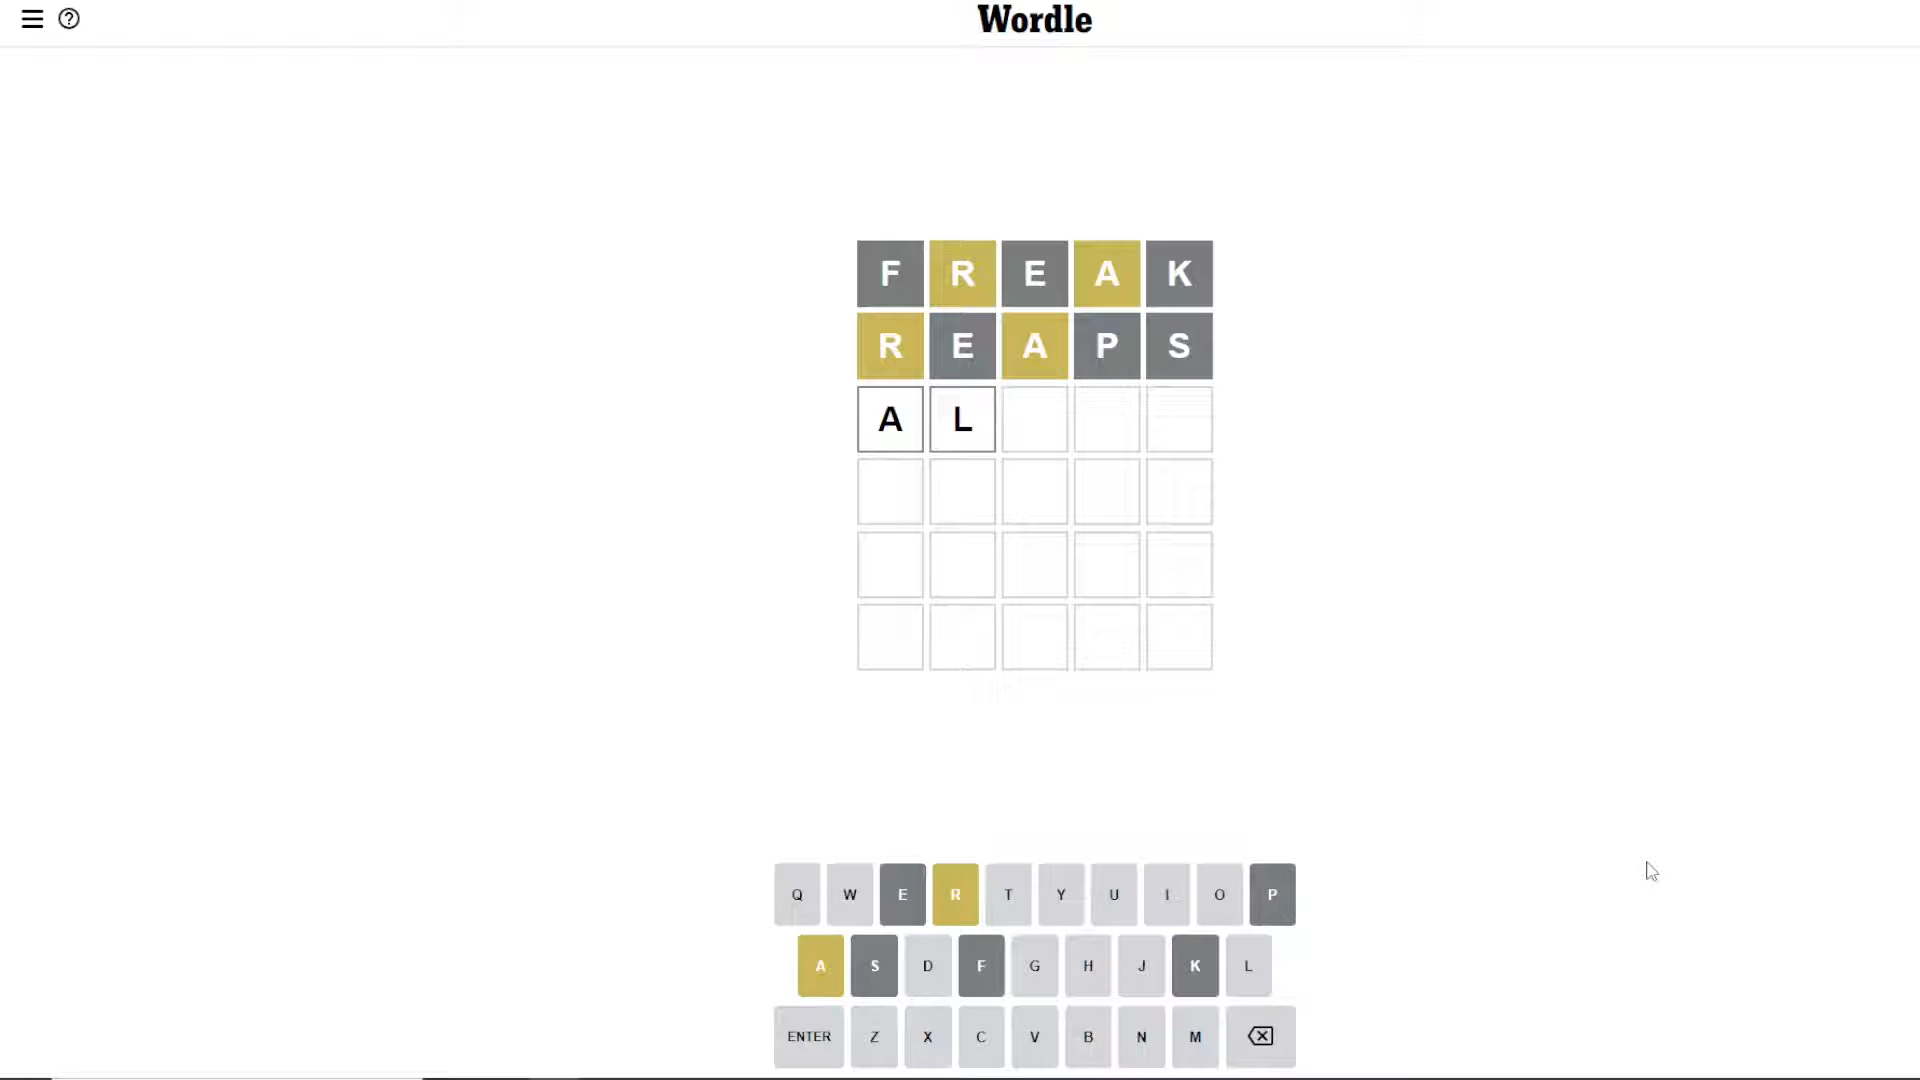 Wordle
F R E A K
R E A P S
A L
Q W E R T Y U I O P
A S D F G H J K L
ENTER Z X C V B N M